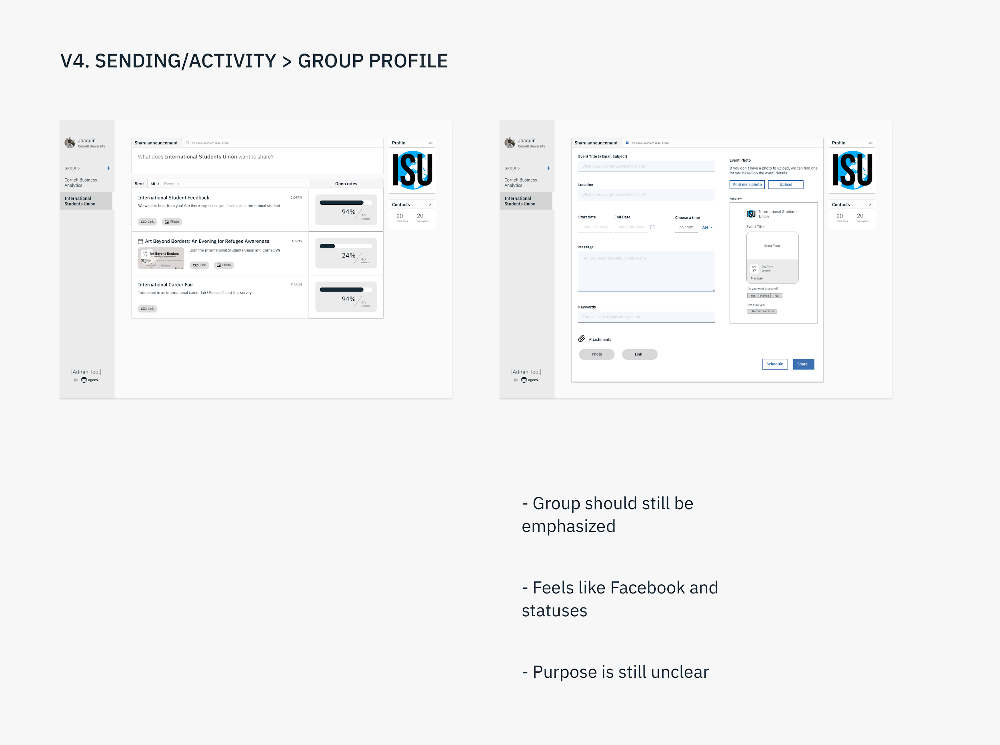 V4. SENDING/ACTIVITY > GROUP PROFILE
Joaquin
Cornell University
GROUPS +
Cornell Business
Analytics
International
Students Union
[Admin Tool]
by agnes
Share announcement
This announcement is an event
What does International Students Union want to share?
Sent All 3 Events 1
Open rates
International Student Feedback 1:05PM
We want to hear from you! Are there any issues you face as an international student
Link Photo
94%
20
contacts
Art Beyond Borders: An Evening for Refugee Awareness APR 17
APR
27
Art Beyond Borders
Join the International Students Union and Cornell We
Link Photo
24%
40
contacts
International Career Fair MAR 29
Interested in an international career fair? Please fill out this survey!
Link
94%
20
contacts
Profile Edit
ISU
Contacts
20 20
Members Followers
Joaquin
Cornell University
GROUPS +
Cornell Business
Analytics
International
Students Union
[Admin Tool]
by agnes
Share announcement
This announcement is an event
Event Title (+Email Subject)
What does your group want to share?
Location
What does your group want to share?
Start date End Date Choose a time
mm / dd / yyyy mm / dd / yyyy hh : mm AM
Message
Tell your members about your event!
Keywords
This will help us find you a picture
Attachments
Photo Link
Event Photo
If you don't have a photo to upload, we can find one
for you based on the event details.
Find me a photo Upload
PREVIEW
ISU
International Students
Union
Event Title
Event Photo
APR
27
Day, Time
Location
Message
Do you want to attend?
Yes Maybe No
Not sure yet?
Remind me later
Schedule Share
Profile Edit
ISU
Contacts
20 20
Members Followers
- Group should still be
emphasized
- Feels like Facebook and
statuses
- Purpose is still unclear